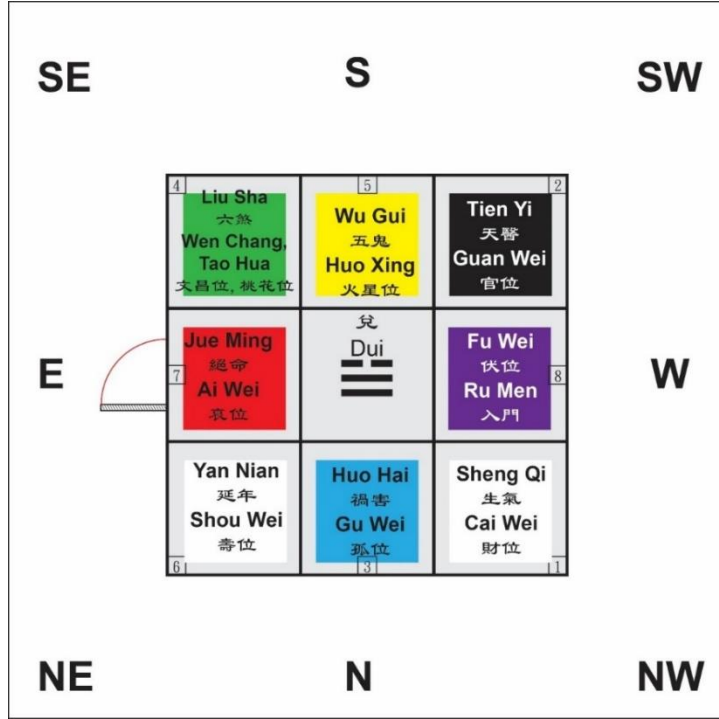 SE
S
SW
4
Liu Sha
六煞
Wen Chang,
Tao Hua
文昌位, 桃花位
5
Wu Gui
五鬼
Huo Xing
火星位
2
Tien Yi
天醫
Guan Wei
官位
E
7
Jue Ming
絕命
Ai Wei
哀位
兌
Dui
8
Fu Wei
伏位
Ru Men
入門
W
Yan Nian
延年
Shou Wei
壽位
6
Huo Hai
禍害
Gu Wei
孤位
3
Sheng Qi
生氣
Cai Wei
財位
1
NE
N
NW